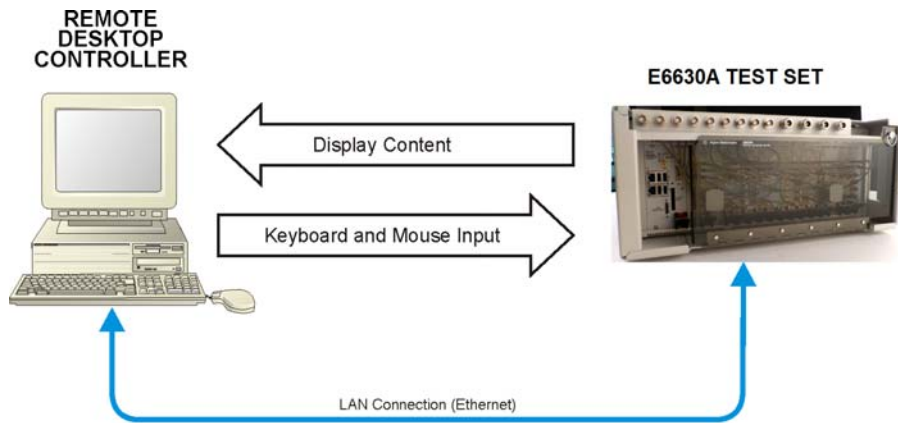 REMOTE
DESKTOP
CONTROLLER
E6630A TEST SET
Display Content
Keyboard and Mouse Input
LAN Connection (Ethernet)